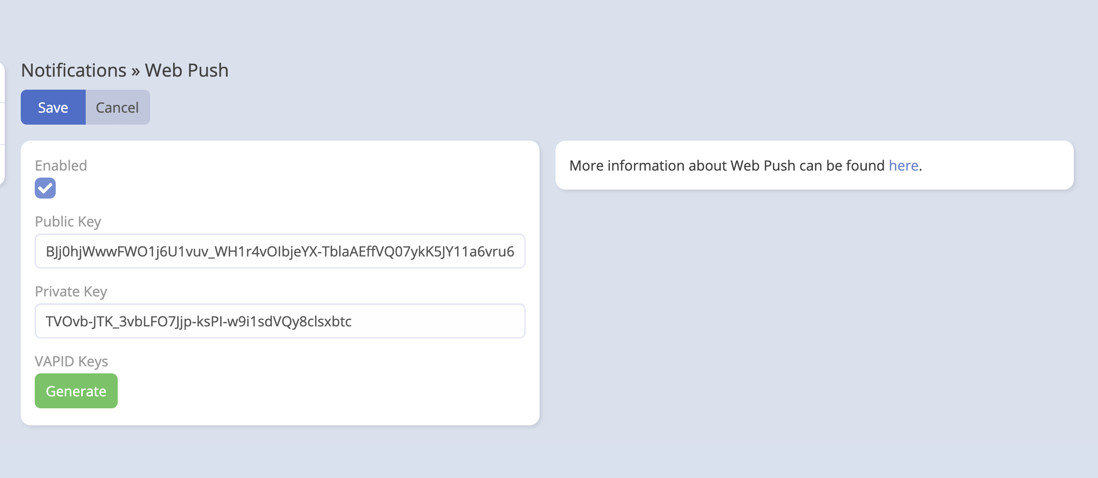 Notifications » Web Push
Save Cancel
Enabled
Public Key
BJj0hjWwwFWO1j6U1vuv_WH1r4vOIbjeYX-TblaAEffVQ07ykK5JY11a6vru6
Private Key
TVOvb-JTK_3vbLFO7Jjp-ksPI-w9i1sdVQy8clsxbtc
VAPID Keys
Generate
More information about Web Push can be found here.